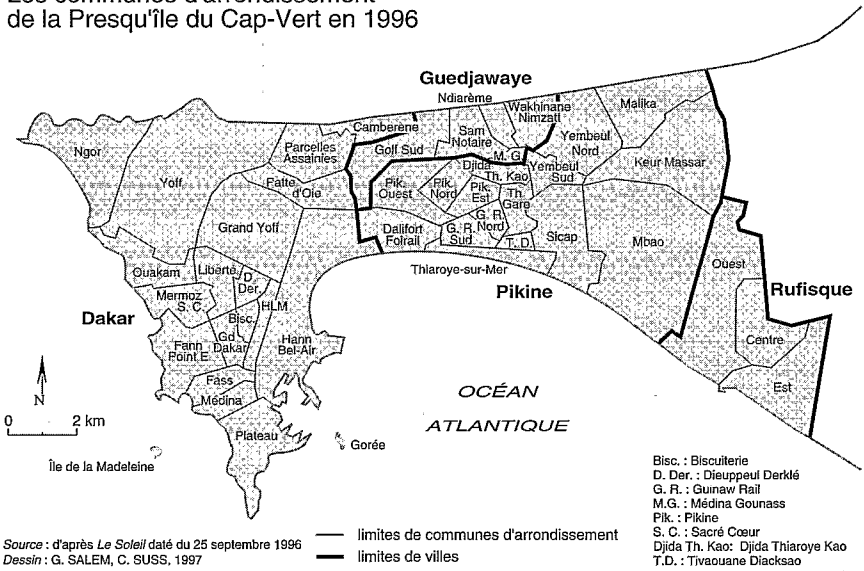 de la Presqu'île du Cap-Vert en 1996
Guedjawaye
Ndiarème
Wakhinane
Nimzatt
Malika
Camberene
Sam
Notaire
Yembeul
Nord
Ngor
Parcelles
Assainies
Golf Sud
M. G.
Keur Massar
Yoff
Patte
d'Oie
Pik.
Ouest
Pik.
Nord
Djida
Th. Kao
Yembeul
Sud
Pik.
Est
Th.
Gare
Grand Yoff
Dalifort
Foirail
G. R.
Sud
G. R.
Nord
T. D.
Sicap
Mbao
Ouakam
Liberté
D.
Der.
Thiaroye-sur-Mer
Ouest
Mermoz
S. C.
HLM
Pikine
Rufisque
Dakar
Bisc.
Gd
Dakar
Fann
Point E.
Hann
Bel-Air
Centre
Est
Fass
Médina
N
0 2 km
OCÉAN
ATLANTIQUE
Plateau
Gorée
Île de la Madeleine
Bisc. : Biscuiterie
D. Der. : Dieuppeul Derklé
G. R. : Guinaw Rail
M.G. : Médina Gounass
Pik. : Pikine
S. C. : Sacré Cœur
Djida Th. Kao: Djida Thiaroye Kao
T.D. : Tivaouane Diacksao
limites de communes d'arrondissement
limites de villes
Source : d'après Le Soleil daté du 25 septembre 1996
Dessin : G. SALEM, C. SUSS, 1997